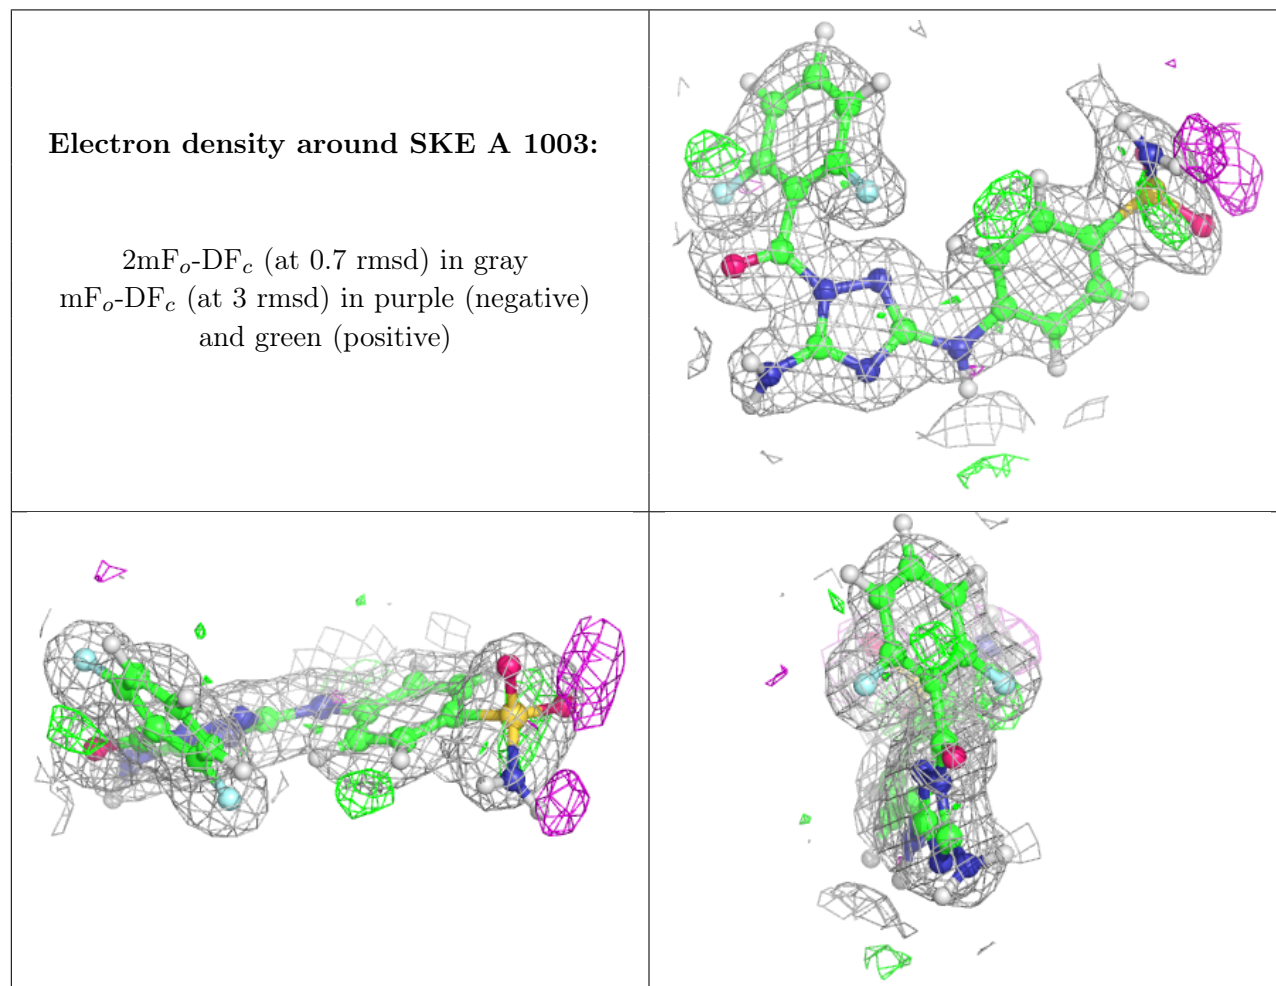 Electron density around SKE A 1003:
2mFo-DFc (at 0.7 rmsd) in gray
mFo-DFc (at 3 rmsd) in purple (negative)
and green (positive)